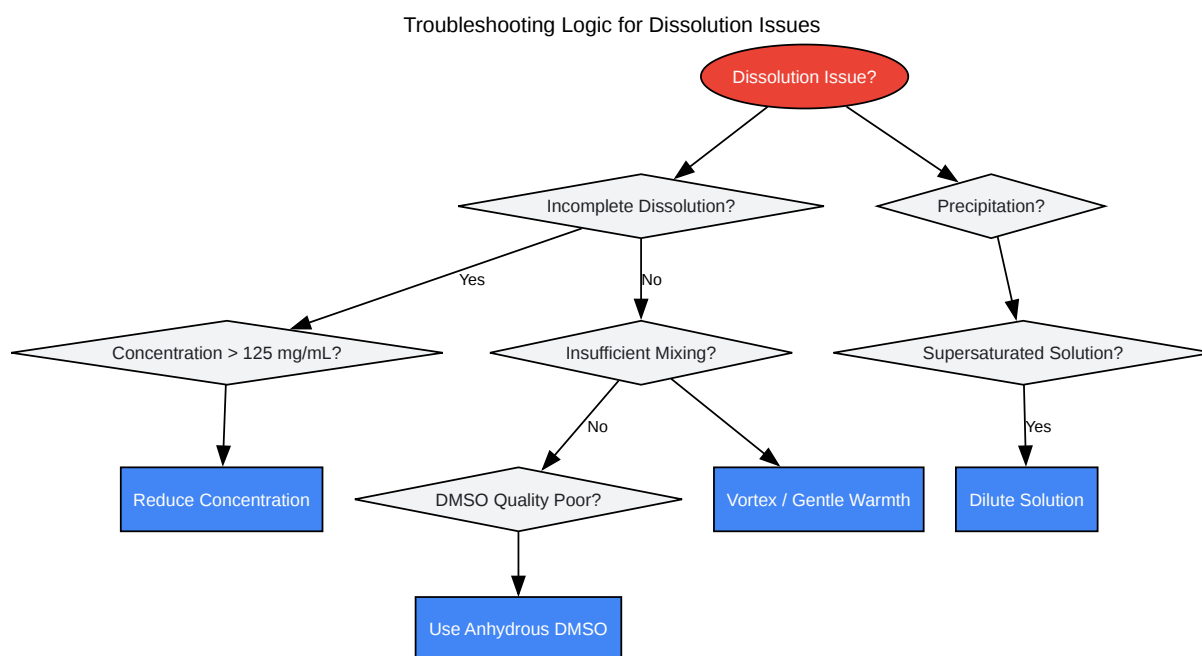 Troubleshooting Logic for Dissolution Issues
Dissolution Issue?
Incomplete Dissolution?
Precipitation?
Yes
No
Concentration > 125 mg/mL?
Insufficient Mixing?
Supersaturated Solution?
No
Yes
Reduce Concentration
DMSO Quality Poor?
Vortex / Gentle Warmth
Dilute Solution
Use Anhydrous DMSO